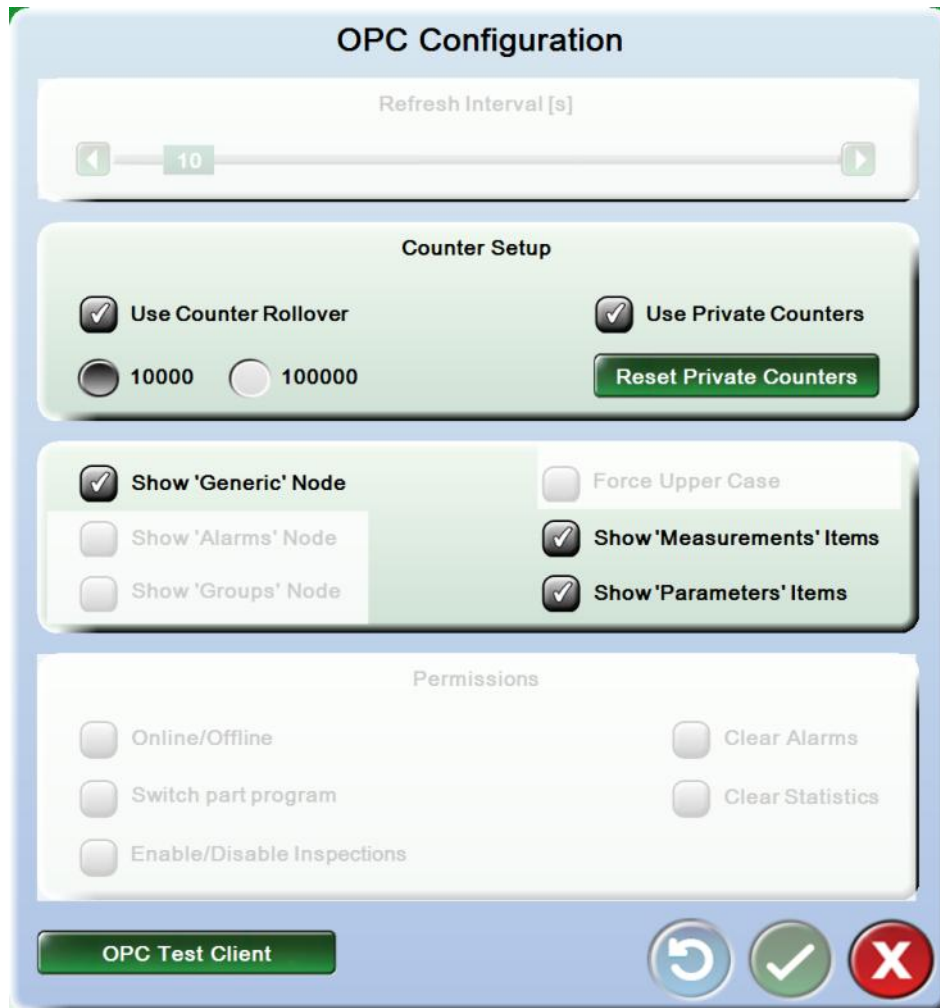 OPC Configuration
Refresh Interval [s]
10
Counter Setup
Use Counter Rollover
Use Private Counters
10000
100000
Reset Private Counters
Show 'Generic' Node
Force Upper Case
Show 'Alarms' Node
Show 'Measurements' Items
Show 'Groups' Node
Show 'Parameters' Items
Permissions
Online/Offline
Clear Alarms
Switch part program
Clear Statistics
Enable/Disable Inspections
OPC Test Client